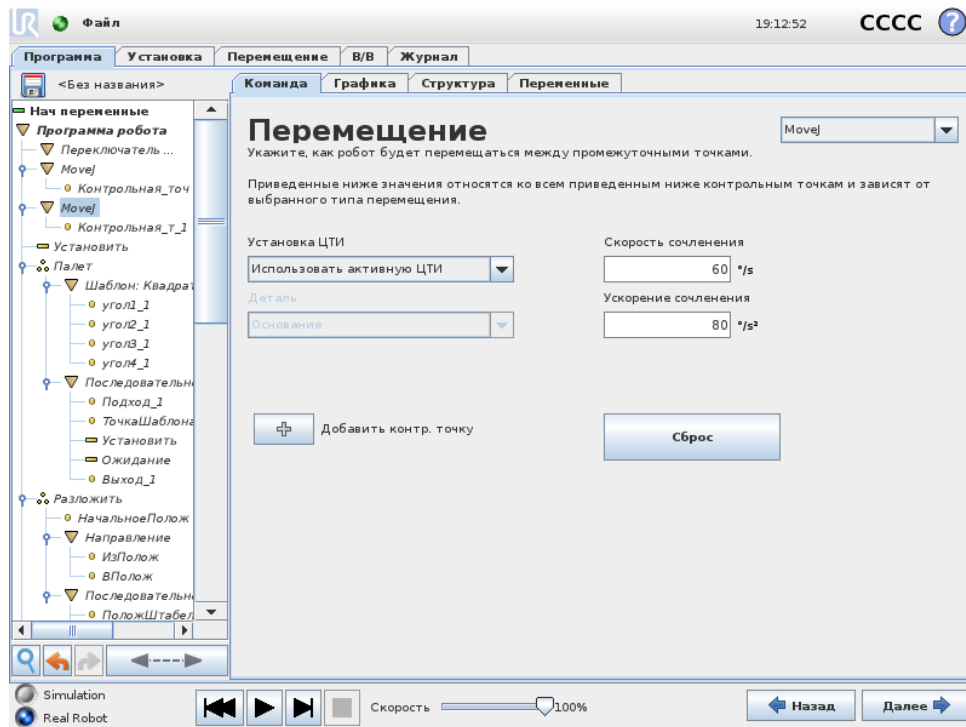 UR Файл 19:12:52 CCCC ?
Программа Установка Перемещение В/В Журнал
<Без названия>
Команда Графика Структура Переменные
Нач переменные
Программа робота
Переключатель ...
MoveJ
Контрольная_точ
MoveJ
Контрольная_т_1
Установить
Палет
Шаблон: Квадрат
угол1_1
угол2_1
угол3_1
угол4_1
Последовательн
Подход_1
ТочкаШаблона
Установить
Ожидание
Выход_1
Разложить
НачальноеПолож
Направление
ИзПолож
ВПолож
Последовательн
ПоложШтабел
Перемещение
MoveJ
Укажите, как робот будет перемещаться между промежуточными точками.
Приведенные ниже значения относятся ко всем приведенным ниже контрольным точкам и зависят от
выбранного типа перемещения.
Установка ЦТИ
Использовать активную ЦТИ
Деталь
Основание
Скорость сочленения
60 °/s
Ускорение сочленения
80 °/s²
Добавить контр. точку
Сброс
Simulation
Real Robot
Скорость 100%
Назад
Далее